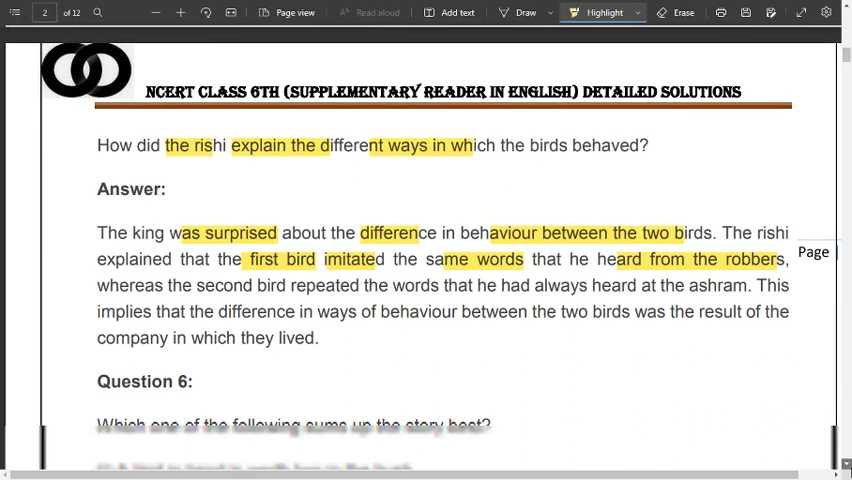 2 of 12 Page view Read aloud Add text Draw Highlight Erase
NCERT CLASS 6TH (SUPPLEMENTARY READER IN ENGLISH) DETAILED SOLUTIONS
How did the rishi explain the different ways in which the birds behaved?
Answer:
The king was surprised about the difference in behaviour between the two birds. The rishi
explained that the first bird imitated the same words that he heard from the robbers,
Page
whereas the second bird repeated the words that he had always heard at the ashram. This
implies that the difference in ways of behaviour between the two birds was the result of the
company in which they lived.
Question 6:
Which one of the following sums up the story best?